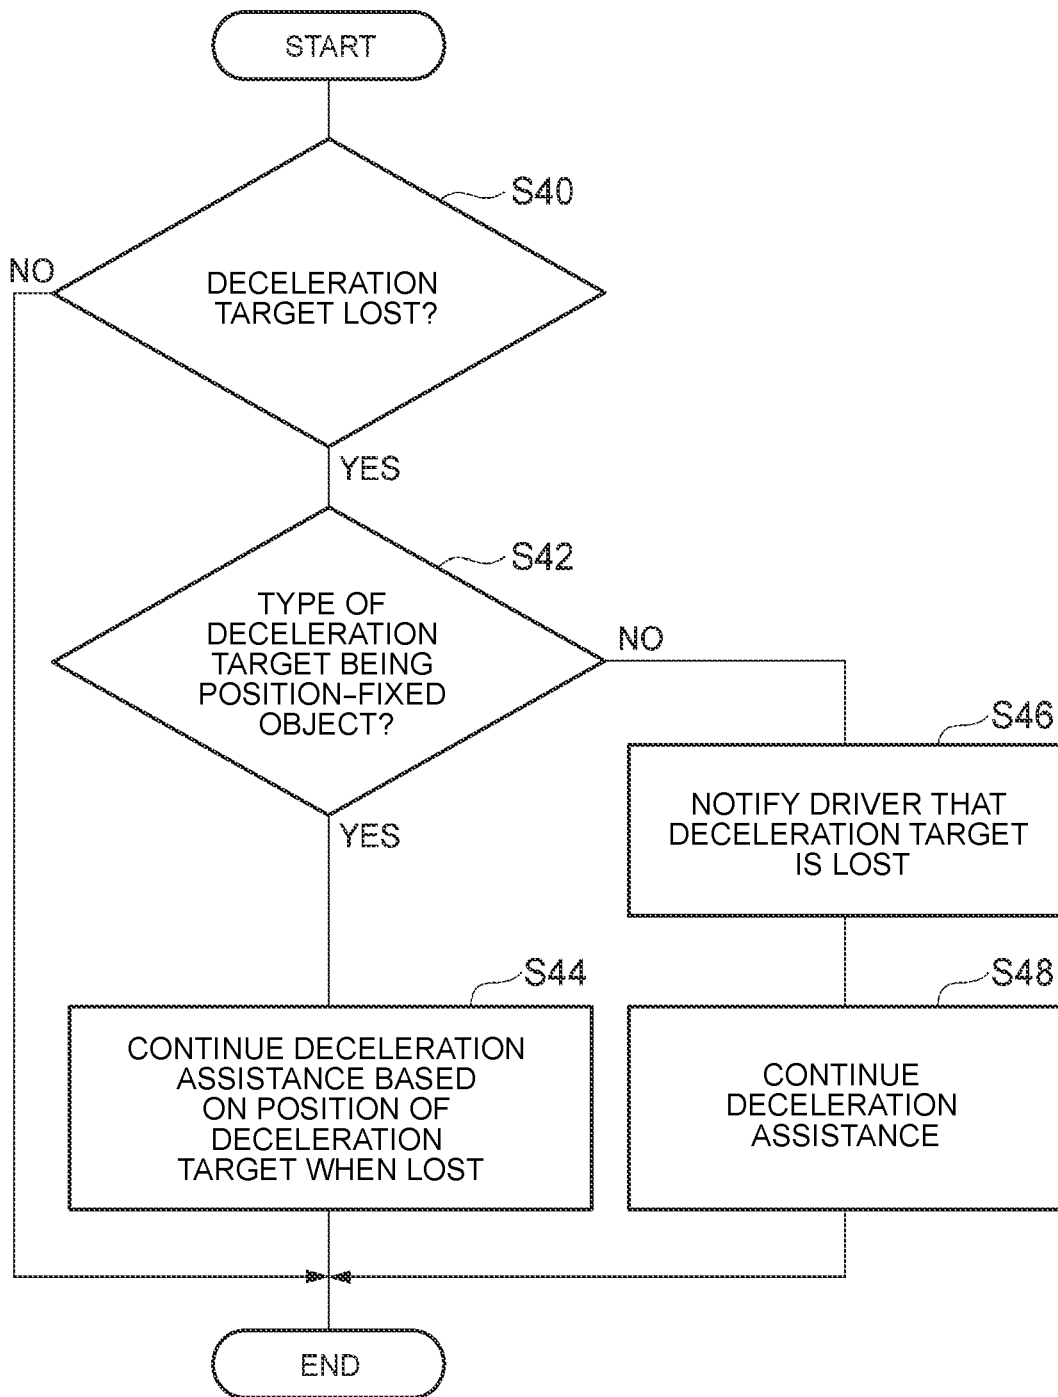 START
S40
NO
DECELERATION
TARGET LOST?
YES
S42
TYPE OF
DECELERATION
TARGET BEING
POSITION-FIXED
OBJECT?
NO
S46
YES
NOTIFY DRIVER THAT
DECELERATION TARGET
IS LOST
S44
S48
CONTINUE DECELERATION
ASSISTANCE BASED
ON POSITION OF
DECELERATION
TARGET WHEN LOST
CONTINUE
DECELERATION
ASSISTANCE
END